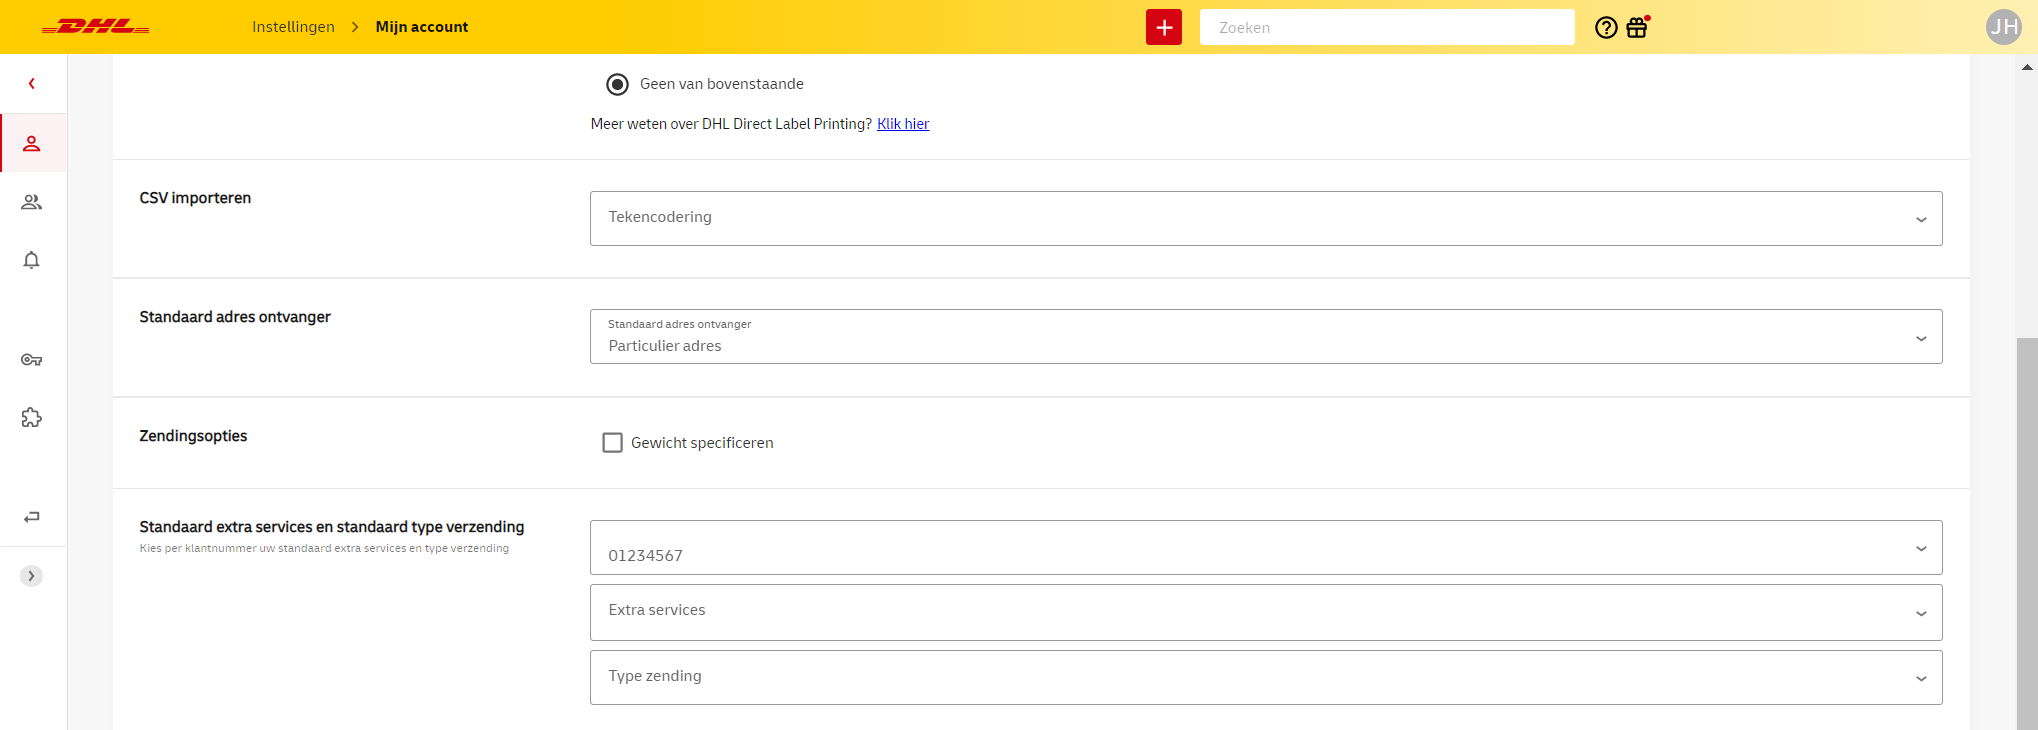 DHL
Instellingen > Mijn account
Zoeken
JH
Geen van bovenstaande
Meer weten over DHL Direct Label Printing? Klik hier
CSV importeren
Tekencodering
Standaard adres ontvanger
Standaard adres ontvanger
Particulier adres
Zendingsopties
Gewicht specificeren
Standaard extra services en standaard type verzending
Kies per klantnummer uw standaard extra services en type verzending
01234567
Extra services
Type zending